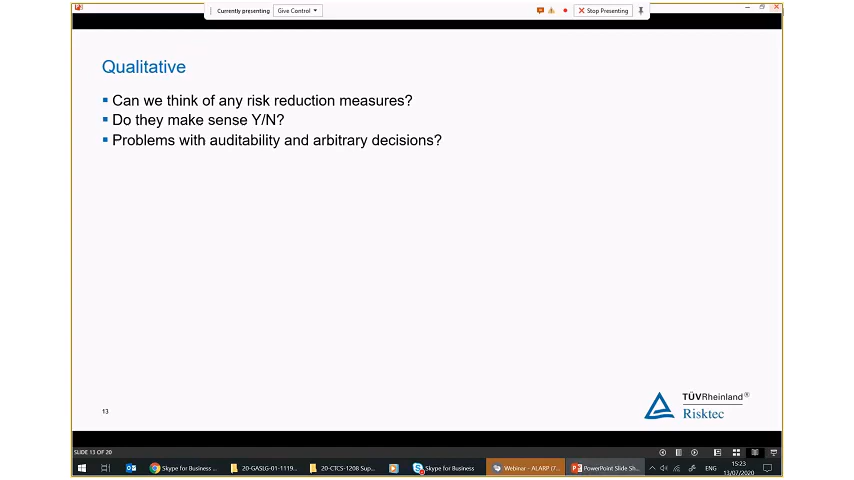 Currently presenting
Give Control
Stop Presenting
Qualitative
Can we think of any risk reduction measures?
Do they make sense Y/N?
Problems with auditability and arbitrary decisions?
13
TÜVRheinland®
Risktec
SLIDE 13 OF 20
Skype for Business ...
20-GASLG-01-1119...
20-CTCS-1208 Sup...
Skype for Business
Webinar - ALARP (7...
PowerPoint Slide Sh...
ENG
15:23
13/07/2020